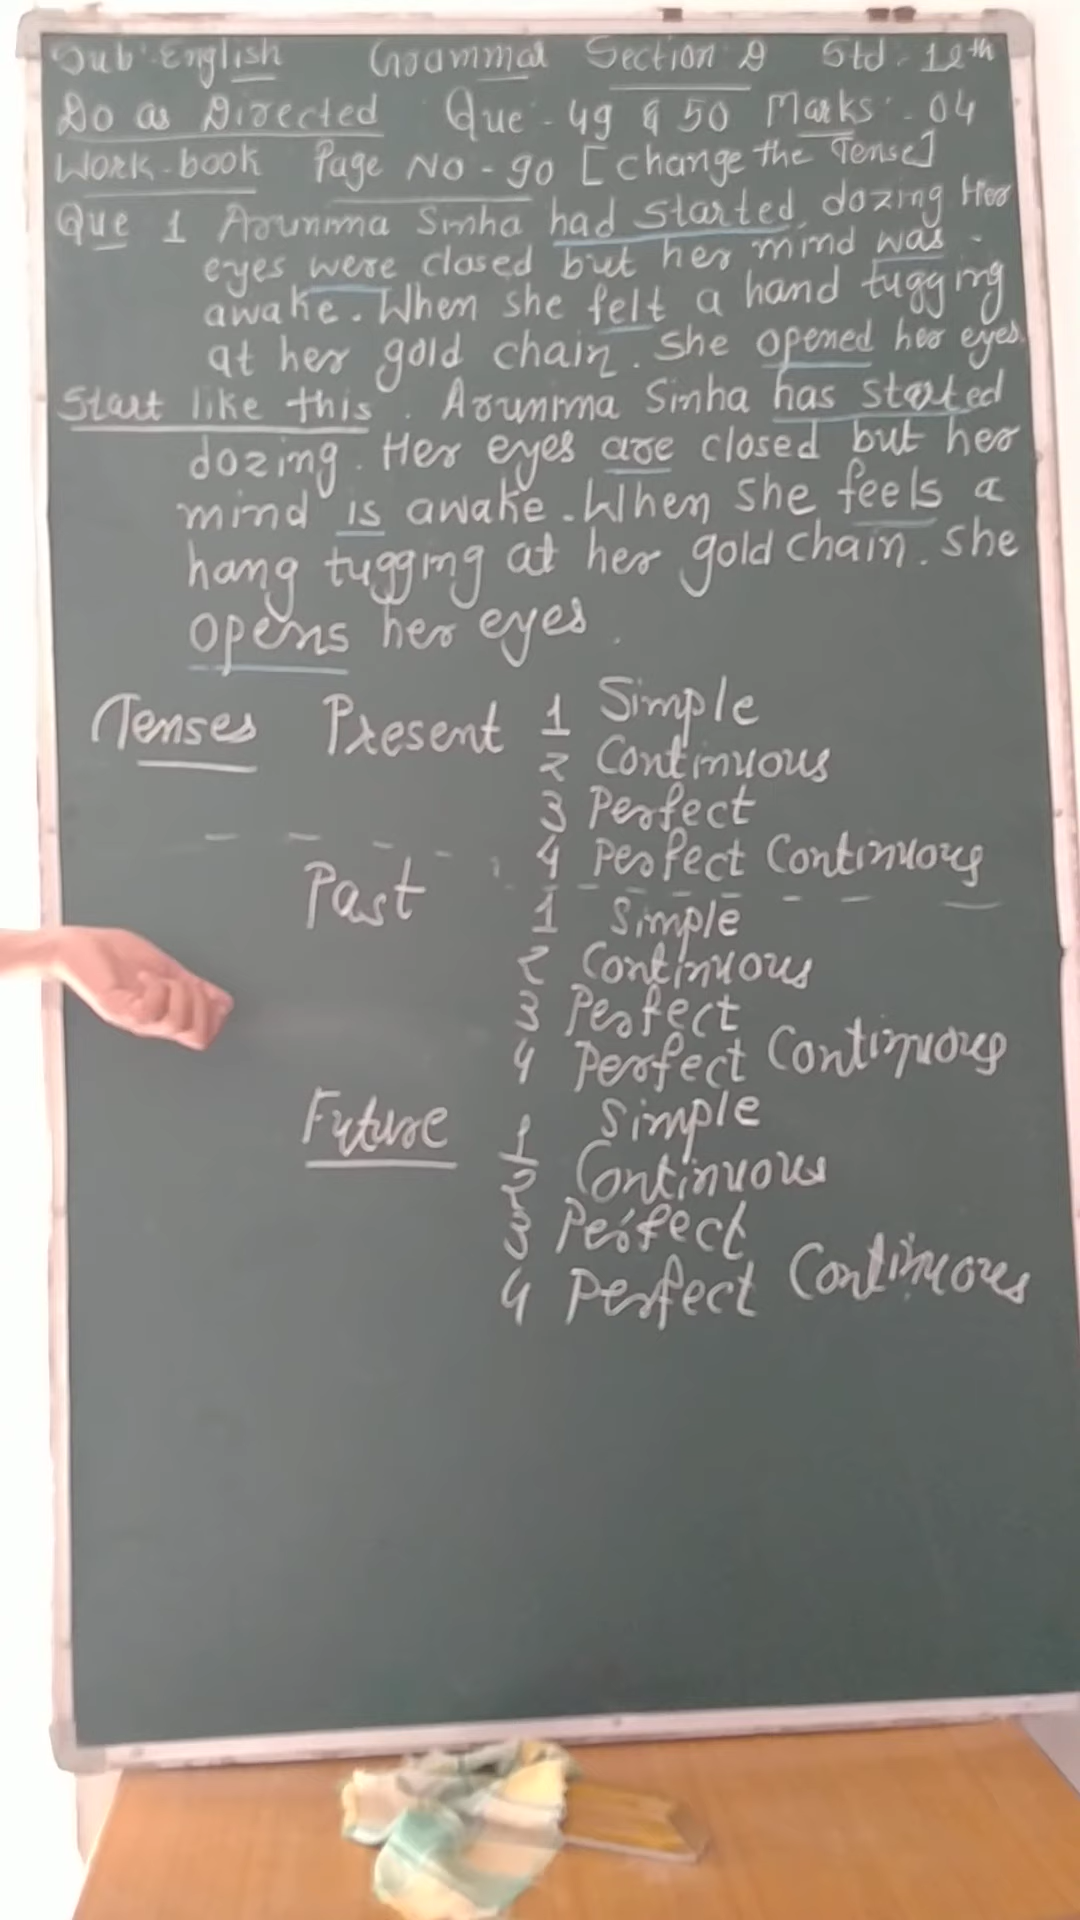 Sub English Grammar Section D Std. 12th
Do as Directed Que - 49 & 50 Marks - 04
Work-book Page No - 90 [change the Tense]
Que 1 Arunima Sinha had started dozing Her
eyes were closed but her mind was
awake. When she felt a hand tugging
at her gold chain. She opened her eyes.
Start like this. Arunima Sinha has started
dozing. Her eyes are closed but her
mind is awake. When she feels a
hang tugging at her gold chain. She
opens her eyes.
Tenses Present 1 Simple
2 Continuous
3 Perfect
4 Perfect Continuous
Past 1 Simple
2 Continuous
3 Perfect
4 Perfect Continuous
Future 1 Simple
2 Continuous
3 Perfect
4 Perfect Continuous